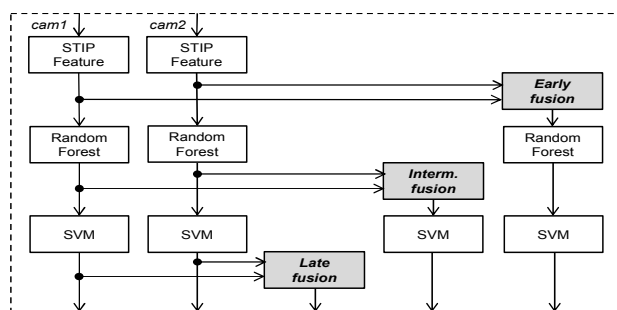 cam1 cam2
STIP
Feature
STIP
Feature
Early
fusion
Random
Forest
Random
Forest
Random
Forest
Interm.
fusion
SVM
SVM
SVM
SVM
Late
fusion